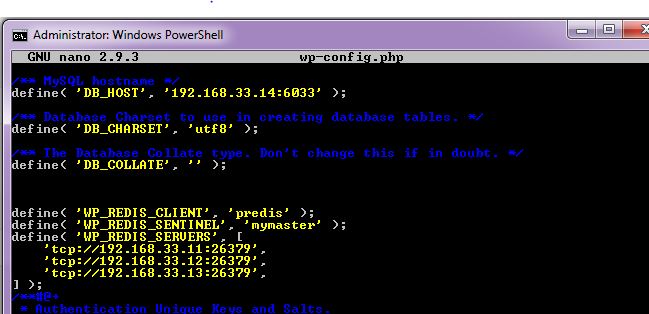 Administrator: Windows PowerShell
GNU nano 2.9.3 wp-config.php
/** MySQL hostname */
define( 'DB_HOST', '192.168.33.14:6033' );
/** Database Charset to use in creating database tables. */
define( 'DB_CHARSET', 'utf8' );
/** The Database Collate type. Don't change this if in doubt. */
define( 'DB_COLLATE', '' );
define( 'WP_REDIS_CLIENT', 'predis' );
define( 'WP_REDIS_SENTINEL', 'mymaster' );
define( 'WP_REDIS_SERVERS', [
    'tcp://192.168.33.11:26379',
    'tcp://192.168.33.12:26379',
    'tcp://192.168.33.13:26379',
] );
/**#@+
 * Authentication Unique Keys and Salts.